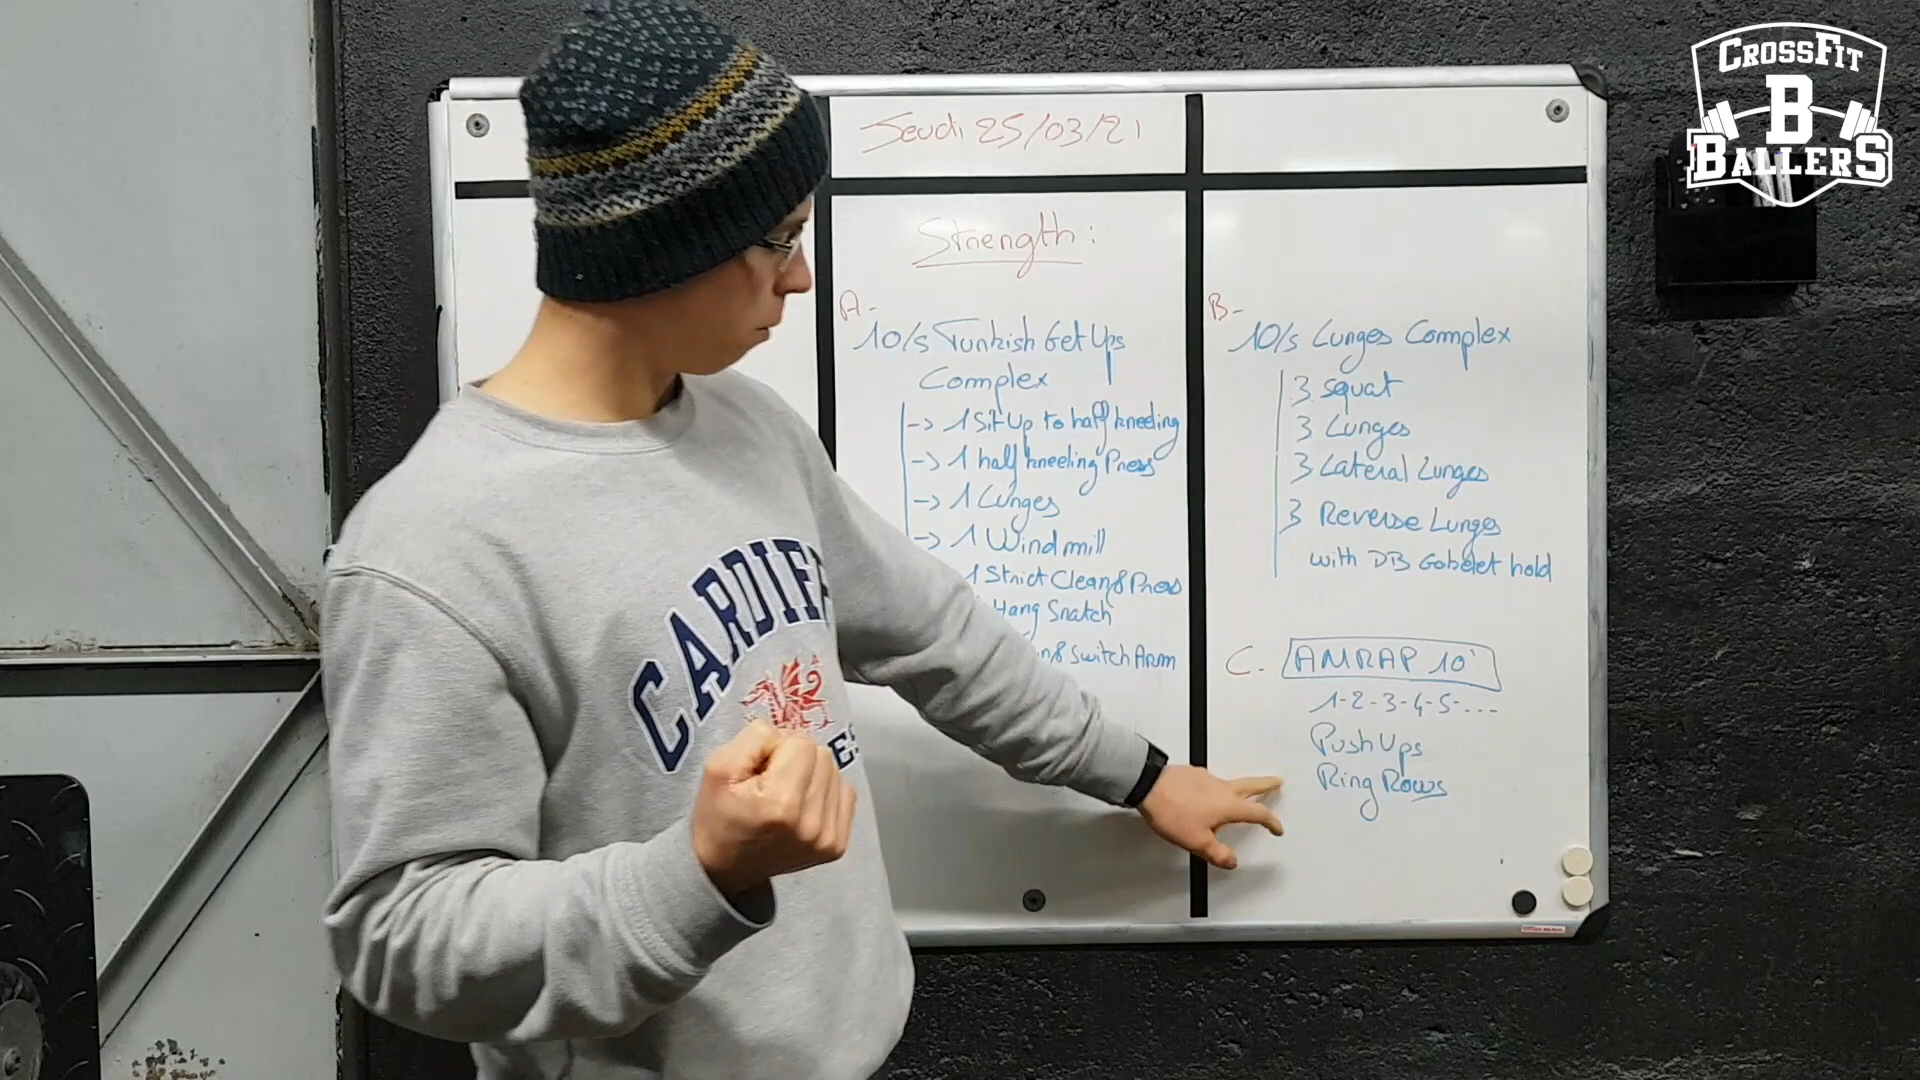 CROSSFIT
B
BALLERS
Jeudi 25/03/21
Strength:
A-
10/s Turkish Get Ups
Complex
-> 1 Sit Up to half kneeling
-> 1 half kneeling Press
-> 1 Lunges
-> 1 Wind mill
1 Strict Clean & Press
Hang Snatch
& Switch Arm
B-
10/s Lunges Complex
3 squat
3 Lunges
3 Lateral Lunges
3 Reverse Lunges
with DB Gobelet hold
C. AMRAP 10'
1-2-3-4-5-...
Push Ups
Ring Rows
CARDIFF